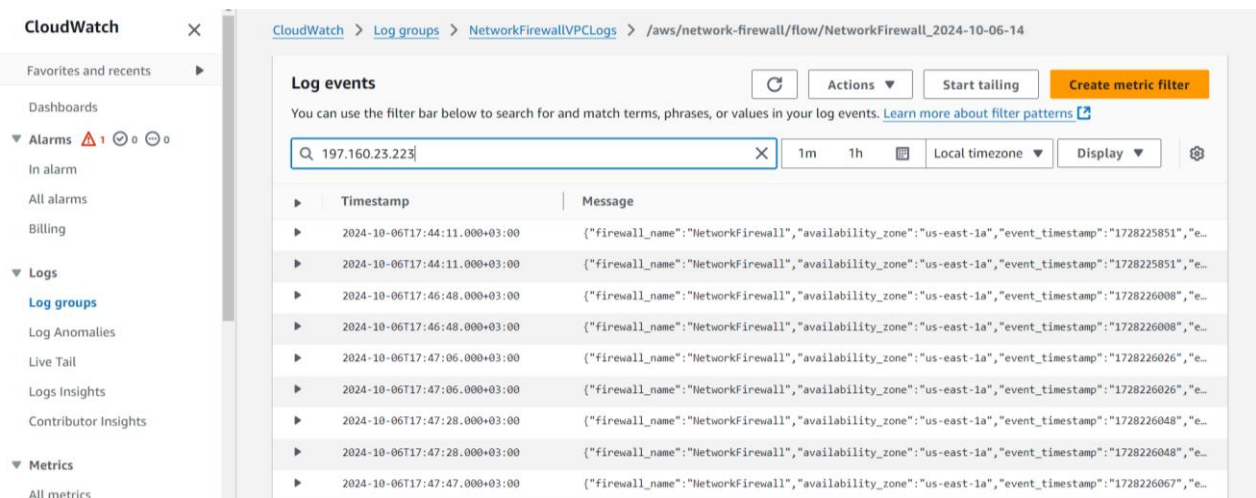 CloudWatch
Favorites and recents
Dashboards
Alarms 1 0 0
In alarm
All alarms
Billing
Logs
Log groups
Log Anomalies
Live Tail
Logs Insights
Contributor Insights
Metrics
All metrics
CloudWatch > Log groups > NetworkFirewallVPCLogs > /aws/network-firewall/flow/NetworkFirewall_2024-10-06-14
Log events
Actions
Start tailing
Create metric filter
You can use the filter bar below to search for and match terms, phrases, or values in your log events. Learn more about filter patterns
197.160.23.223
1m 1h Local timezone Display
Timestamp Message
2024-10-06T17:44:11.000+03:00 {"firewall_name":"NetworkFirewall","availability_zone":"us-east-1a","event_timestamp":"1728225851","e…
2024-10-06T17:44:11.000+03:00 {"firewall_name":"NetworkFirewall","availability_zone":"us-east-1a","event_timestamp":"1728225851","e…
2024-10-06T17:46:48.000+03:00 {"firewall_name":"NetworkFirewall","availability_zone":"us-east-1a","event_timestamp":"1728226008","e…
2024-10-06T17:46:48.000+03:00 {"firewall_name":"NetworkFirewall","availability_zone":"us-east-1a","event_timestamp":"1728226008","e…
2024-10-06T17:47:06.000+03:00 {"firewall_name":"NetworkFirewall","availability_zone":"us-east-1a","event_timestamp":"1728226026","e…
2024-10-06T17:47:06.000+03:00 {"firewall_name":"NetworkFirewall","availability_zone":"us-east-1a","event_timestamp":"1728226026","e…
2024-10-06T17:47:28.000+03:00 {"firewall_name":"NetworkFirewall","availability_zone":"us-east-1a","event_timestamp":"1728226048","e…
2024-10-06T17:47:28.000+03:00 {"firewall_name":"NetworkFirewall","availability_zone":"us-east-1a","event_timestamp":"1728226048","e…
2024-10-06T17:47:47.000+03:00 {"firewall_name":"NetworkFirewall","availability_zone":"us-east-1a","event_timestamp":"1728226067","e…